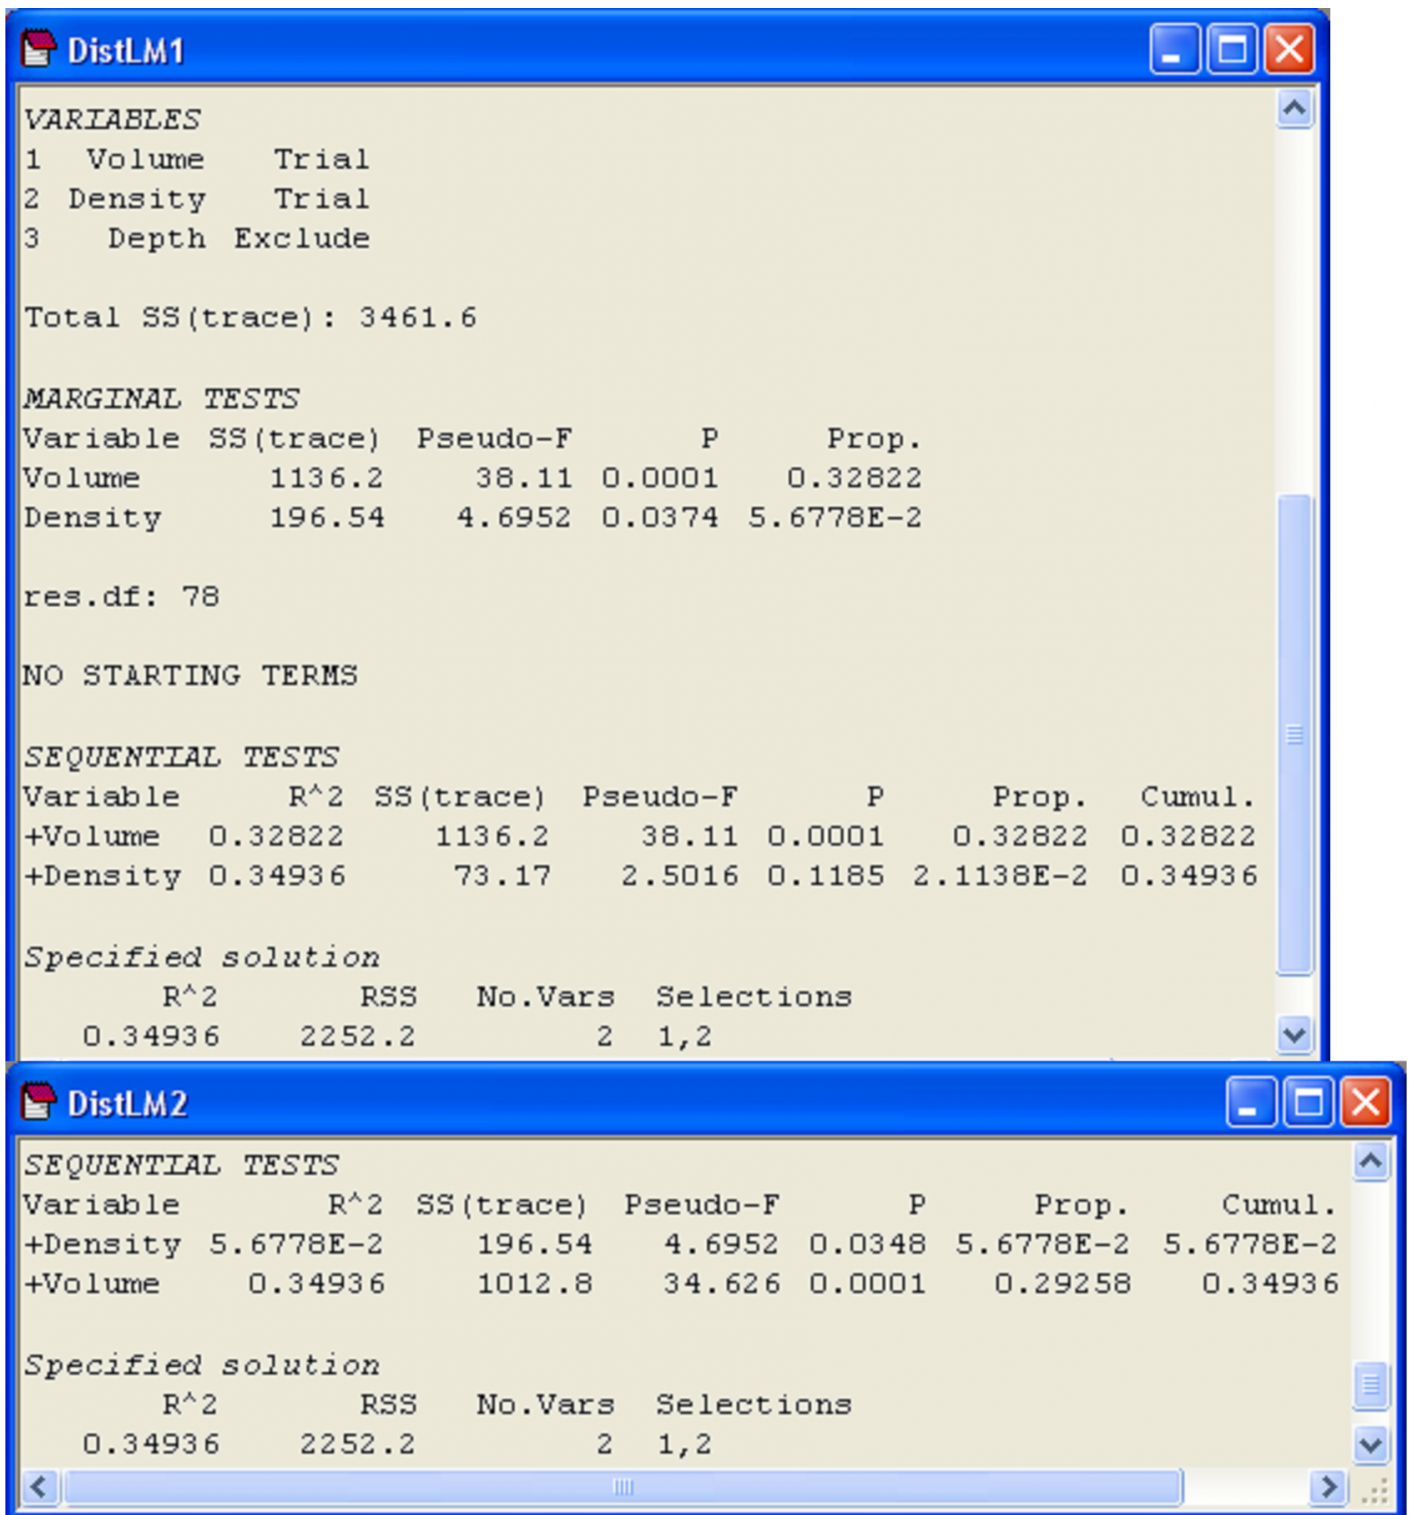 DistLM1
VARIABLES
1 Volume Trial
2 Density Trial
3 Depth Exclude
Total SS(trace): 3461.6
MARGINAL TESTS
Variable SS(trace) Pseudo-F P Prop.
Volume 1136.2 38.11 0.0001 0.32822
Density 196.54 4.6952 0.0374 5.6778E-2
res.df: 78
NO STARTING TERMS
SEQUENTIAL TESTS
Variable R^2 SS(trace) Pseudo-F P Prop. Cumul.
+Volume 0.32822 1136.2 38.11 0.0001 0.32822 0.32822
+Density 0.34936 73.17 2.5016 0.1185 2.1138E-2 0.34936
Specified solution
R^2 RSS No.Vars Selections
0.34936 2252.2 2 1,2
DistLM2
SEQUENTIAL TESTS
Variable R^2 SS(trace) Pseudo-F P Prop. Cumul.
+Density 5.6778E-2 196.54 4.6952 0.0348 5.6778E-2 5.6778E-2
+Volume 0.34936 1012.8 34.626 0.0001 0.29258 0.34936
Specified solution
R^2 RSS No.Vars Selections
0.34936 2252.2 2 1,2